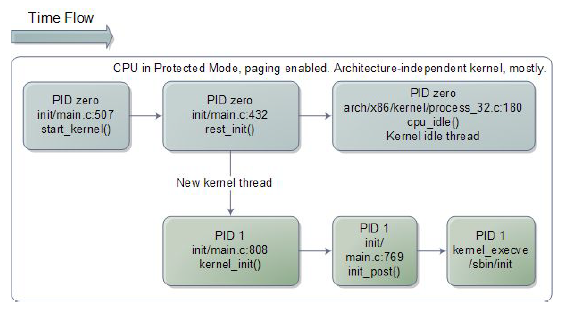 Time Flow
CPU in Protected Mode, paging enabled. Architecture-independent kernel, mostly.
PID zero
init/main.c:507
start_kernel()
PID zero
init/main.c:432
rest_init()
PID zero
arch/x86/kernel/process_32.c:180
cpu_idle()
Kernel idle thread
New kernel thread
PID 1
init/main.c:808
kernel_init()
PID 1
init/
main.c:769
init_post()
PID 1
kernel_execve
/sbin/init